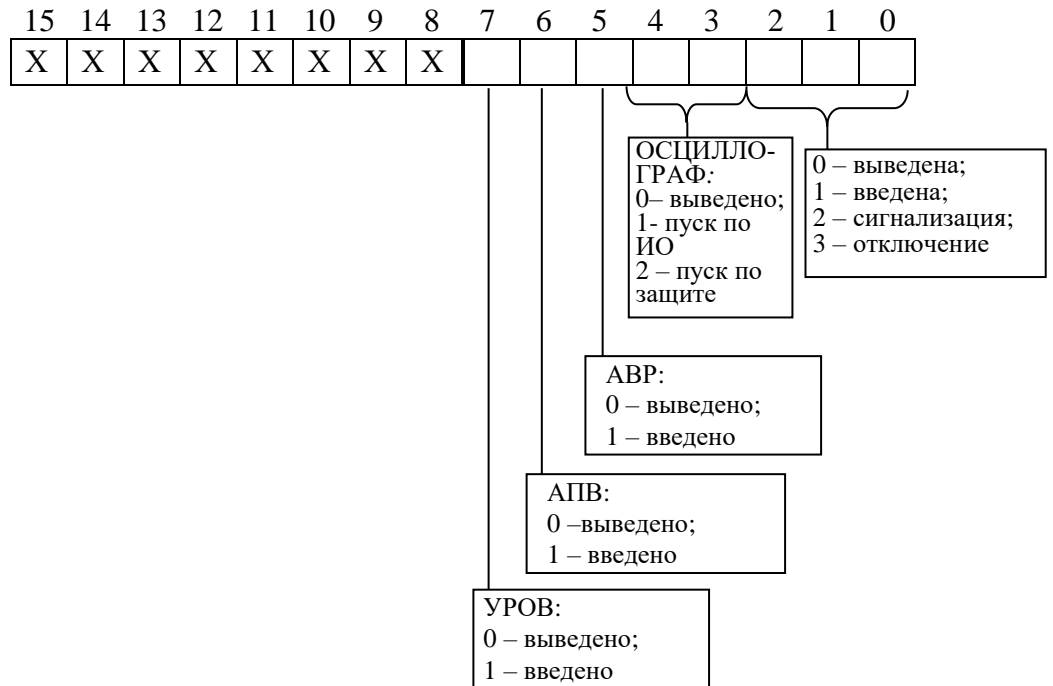 15 14 13 12 11 10 9 8 7 6 5 4 3 2 1 0
X X X X X X X X
ОСЦИЛЛО-
ГРАФ:
0– выведено;
1- пуск по
ИО
2 – пуск по
защите
0 – выведена;
1 – введена;
2 – сигнализация;
3 – отключение
АВР:
0 – выведено;
1 – введено
АПВ:
0 –выведено;
1 – введено
УРОВ:
0 – выведено;
1 – введено